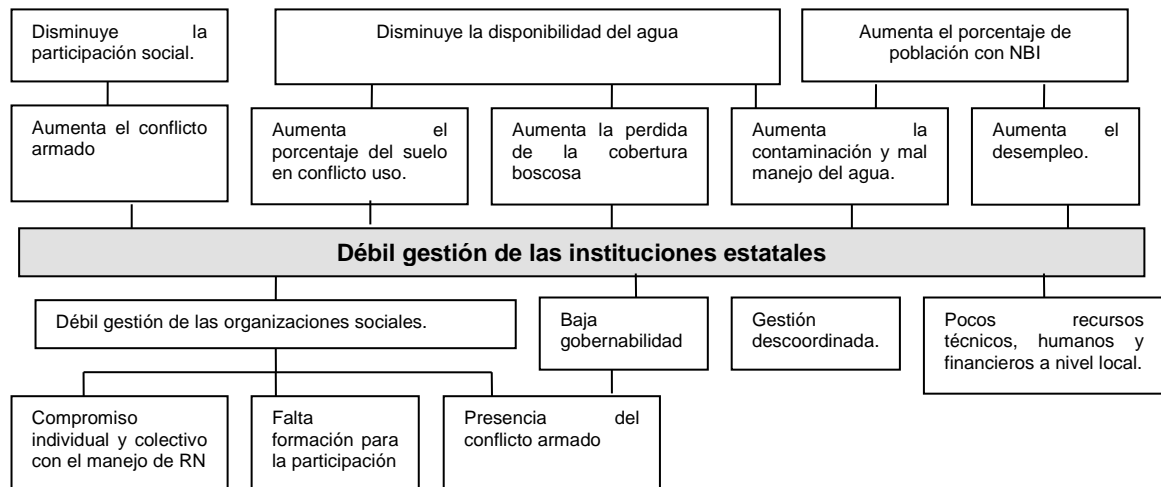 Disminuye la
participación social.
Disminuye la disponibilidad del agua
Aumenta el porcentaje de
población con NBI
Aumenta el conflicto
armado
Aumenta el
porcentaje del suelo
en conflicto uso.
Aumenta la perdida
de la cobertura
boscosa
Aumenta la
contaminación y mal
manejo del agua.
Aumenta el
desempleo.
Débil gestión de las instituciones estatales
Débil gestión de las organizaciones sociales.
Baja
gobernabilidad
Gestión
descoordinada.
Pocos recursos
técnicos, humanos y
financieros a nivel local.
Compromiso
individual y colectivo
con el manejo de RN
Falta
formación para
la participación
Presencia del
conflicto armado